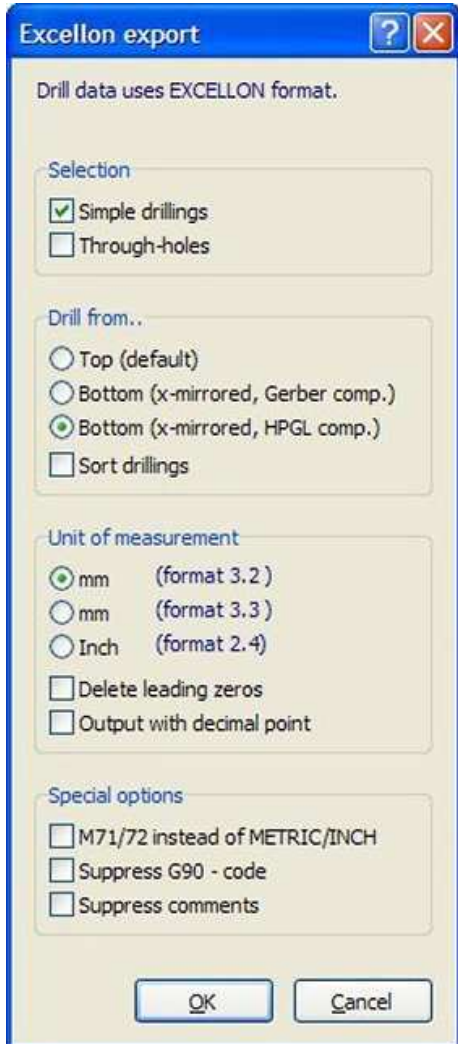 Excellon export
Drill data uses EXCELLON format.
Selection
Simple drillings
Through-holes
Drill from..
Top (default)
Bottom (x-mirrored, Gerber comp.)
Bottom (x-mirrored, HPGL comp.)
Sort drillings
Unit of measurement
mm (format 3.2 )
mm (format 3.3 )
Inch (format 2.4)
Delete leading zeros
Output with decimal point
Special options
M71/72 instead of METRIC/INCH
Suppress G90 - code
Suppress comments
OK Cancel